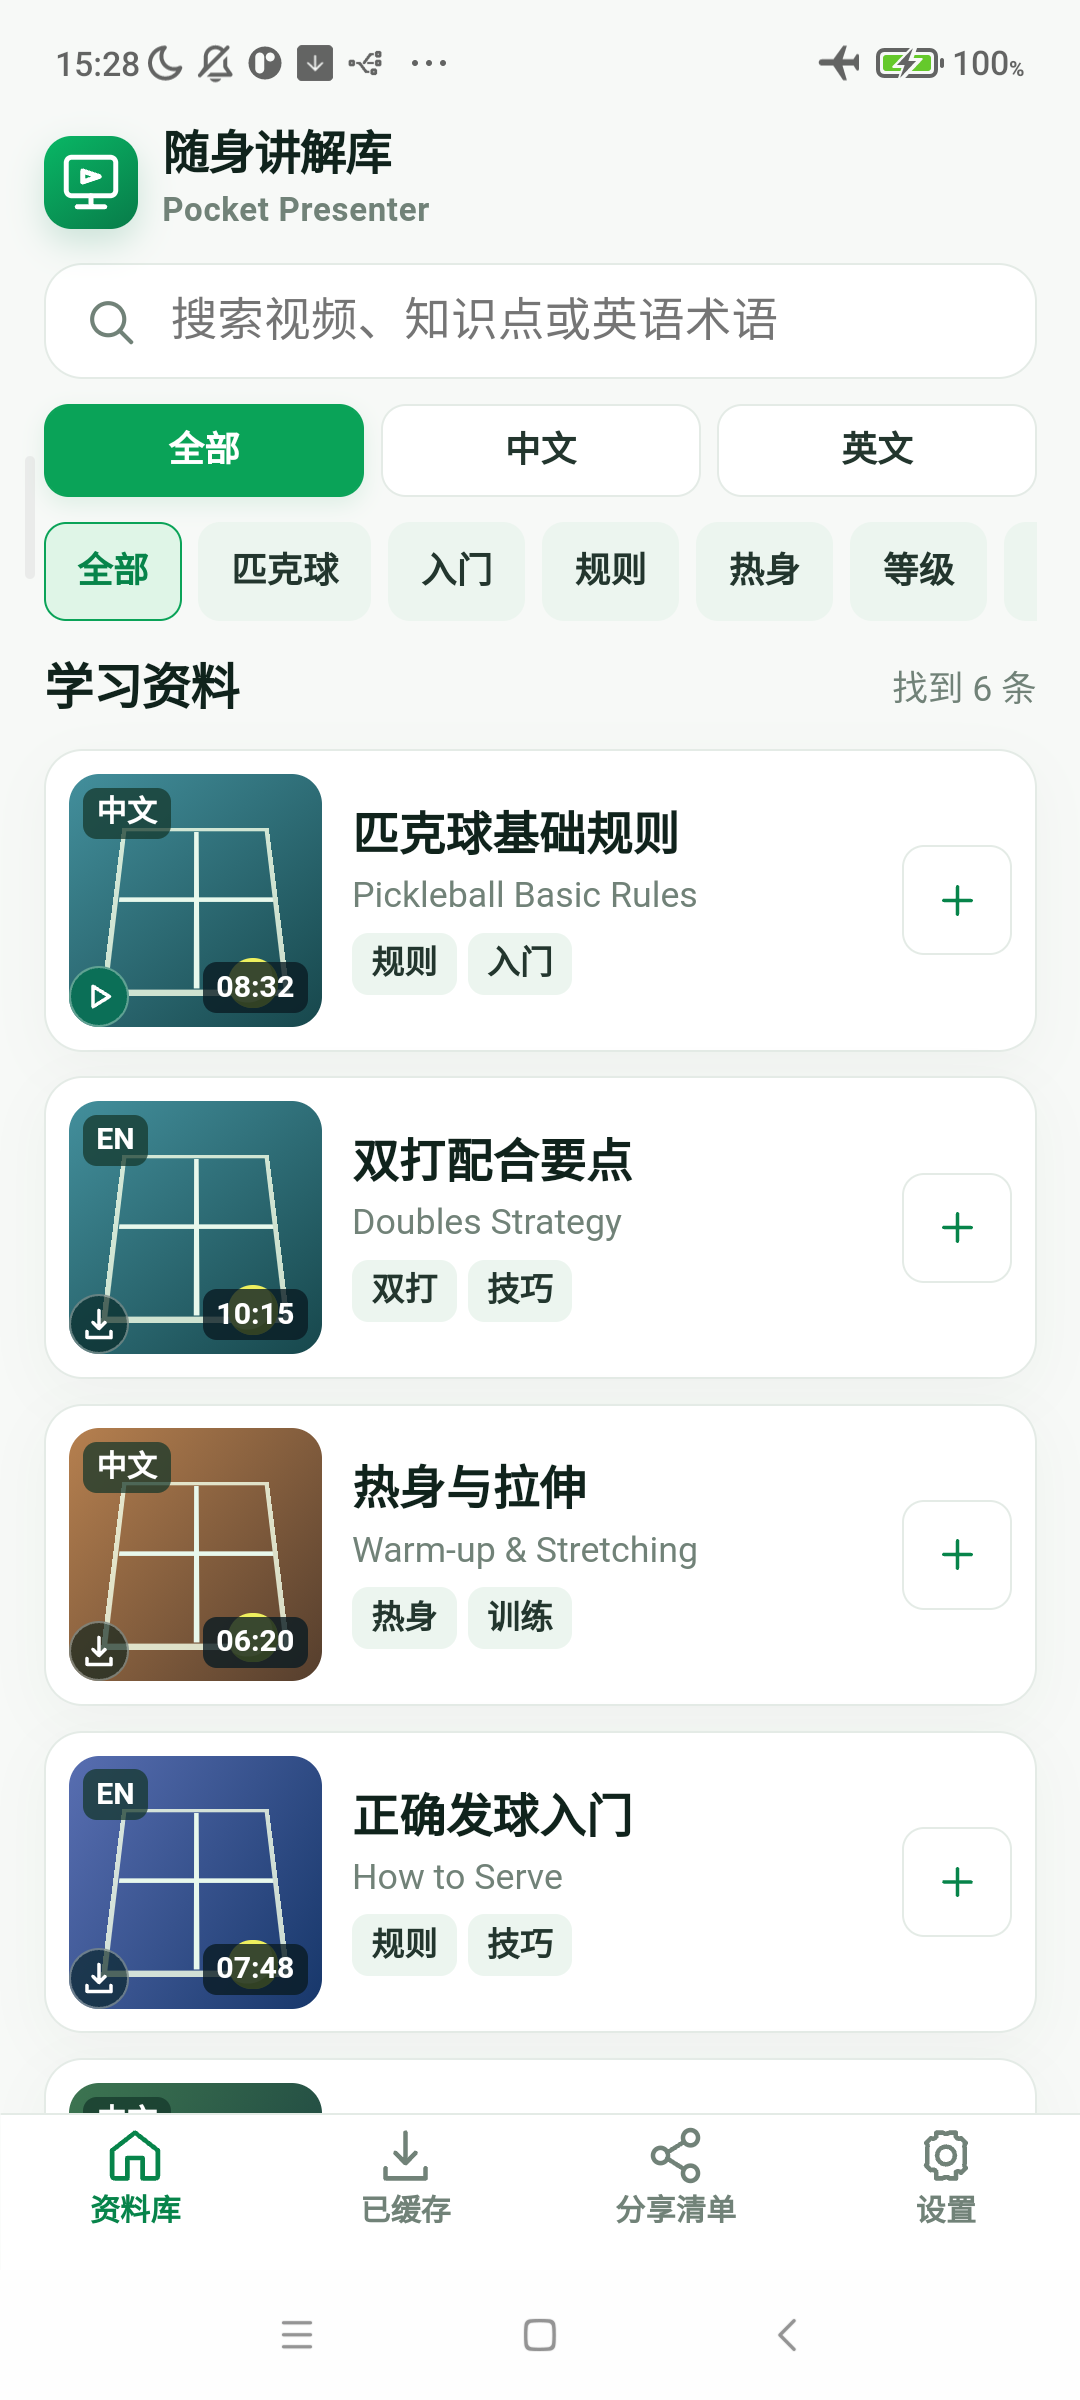 15:28
100%
随身讲解库
Pocket Presenter
搜索视频、知识点或英语术语
全部 中文 英文
全部 匹克球 入门 规则 热身 等级
学习资料 找到 6 条
中文
08:32
匹克球基础规则
Pickleball Basic Rules
规则 入门
EN
10:15
双打配合要点
Doubles Strategy
双打 技巧
中文
06:20
热身与拉伸
Warm-up & Stretching
热身 训练
EN
07:48
正确发球入门
How to Serve
规则 技巧
资料库 已缓存 分享清单 设置